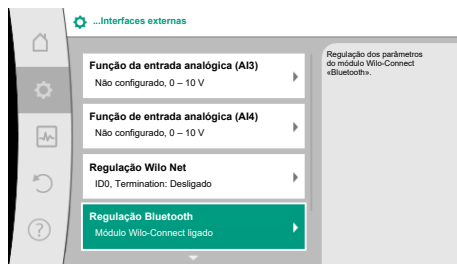 ...Interfaces externas
Função da entrada analógica (AI3)
Não configurado, 0 – 10 V
Função de entrada analógica (AI4)
Não configurado, 0 – 10 V
Regulação Wilo Net
ID0, Termination: Desligado
Regulação Bluetooth
Módulo Wilo-Connect ligado
Regulação dos parâmetros
do módulo Wilo-Connect
«Bluetooth».